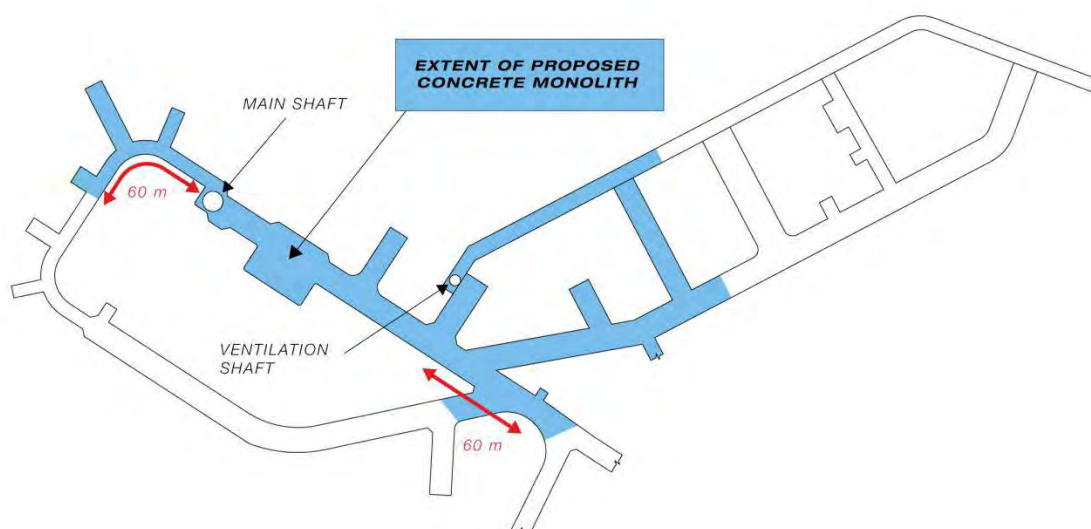 EXTENT OF PROPOSED
CONCRETE MONOLITH
MAIN SHAFT
60 m
VENTILATION
SHAFT
60 m